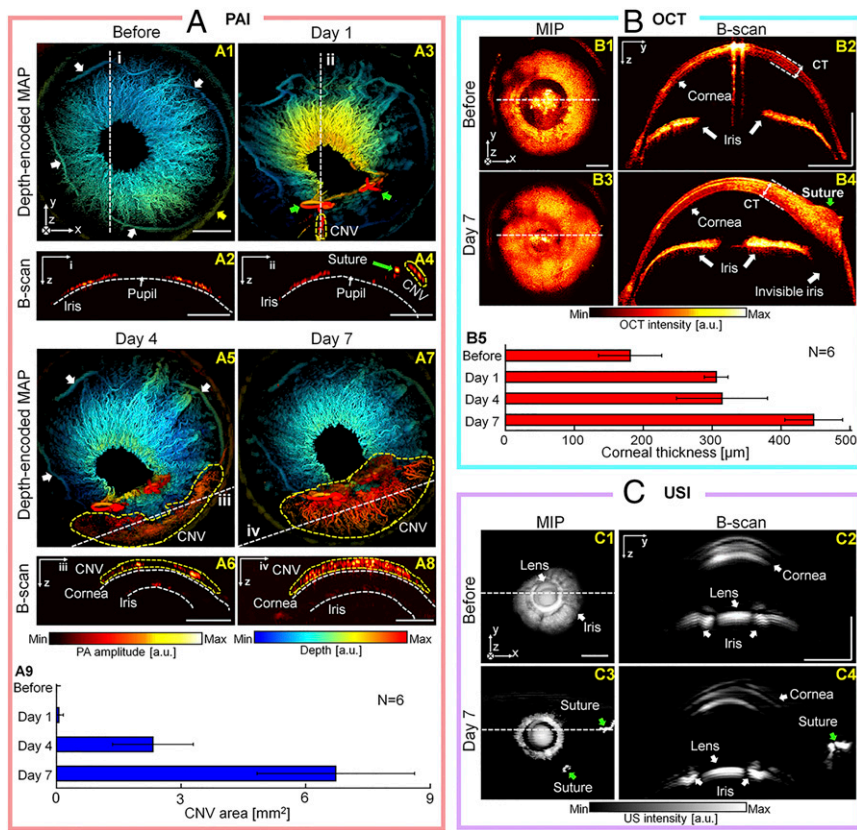 A PAI
Before
Day 1
Depth-encoded MAP
A1
i
y
z
x
A3
ii
CNV
B-scan
A2
i
z
Iris
Pupil
A4
ii
z
Suture
CNV
Iris
Pupil
Day 4
Day 7
Depth-encoded MAP
A5
iii
CNV
A7
iv
CNV
B-scan
A6
iii
z
CNV
Cornea
Iris
A8
iv
z
CNV
Cornea
Iris
Min
Max
PA amplitude [a.u.]
Min
Max
Depth [a.u.]
A9
Before
Day 1
Day 4
Day 7
N=6
0
3
6
9
CNV area [mm²]
B OCT
MIP
B-scan
Before
B1
y
z
x
B2
y
z
CT
Cornea
Iris
Day 7
B3
B4
Suture
CT
Cornea
Iris
Invisible iris
Min
Max
OCT intensity [a.u.]
B5
Before
Day 1
Day 4
Day 7
N=6
0
100
200
300
400
500
Corneal thickness [µm]
C USI
MIP
B-scan
Before
C1
Lens
Iris
y
z
x
C2
y
z
Cornea
Lens
Iris
Day 7
C3
Suture
Suture
C4
Cornea
Suture
Lens
Iris
Min
Max
US intensity [a.u.]